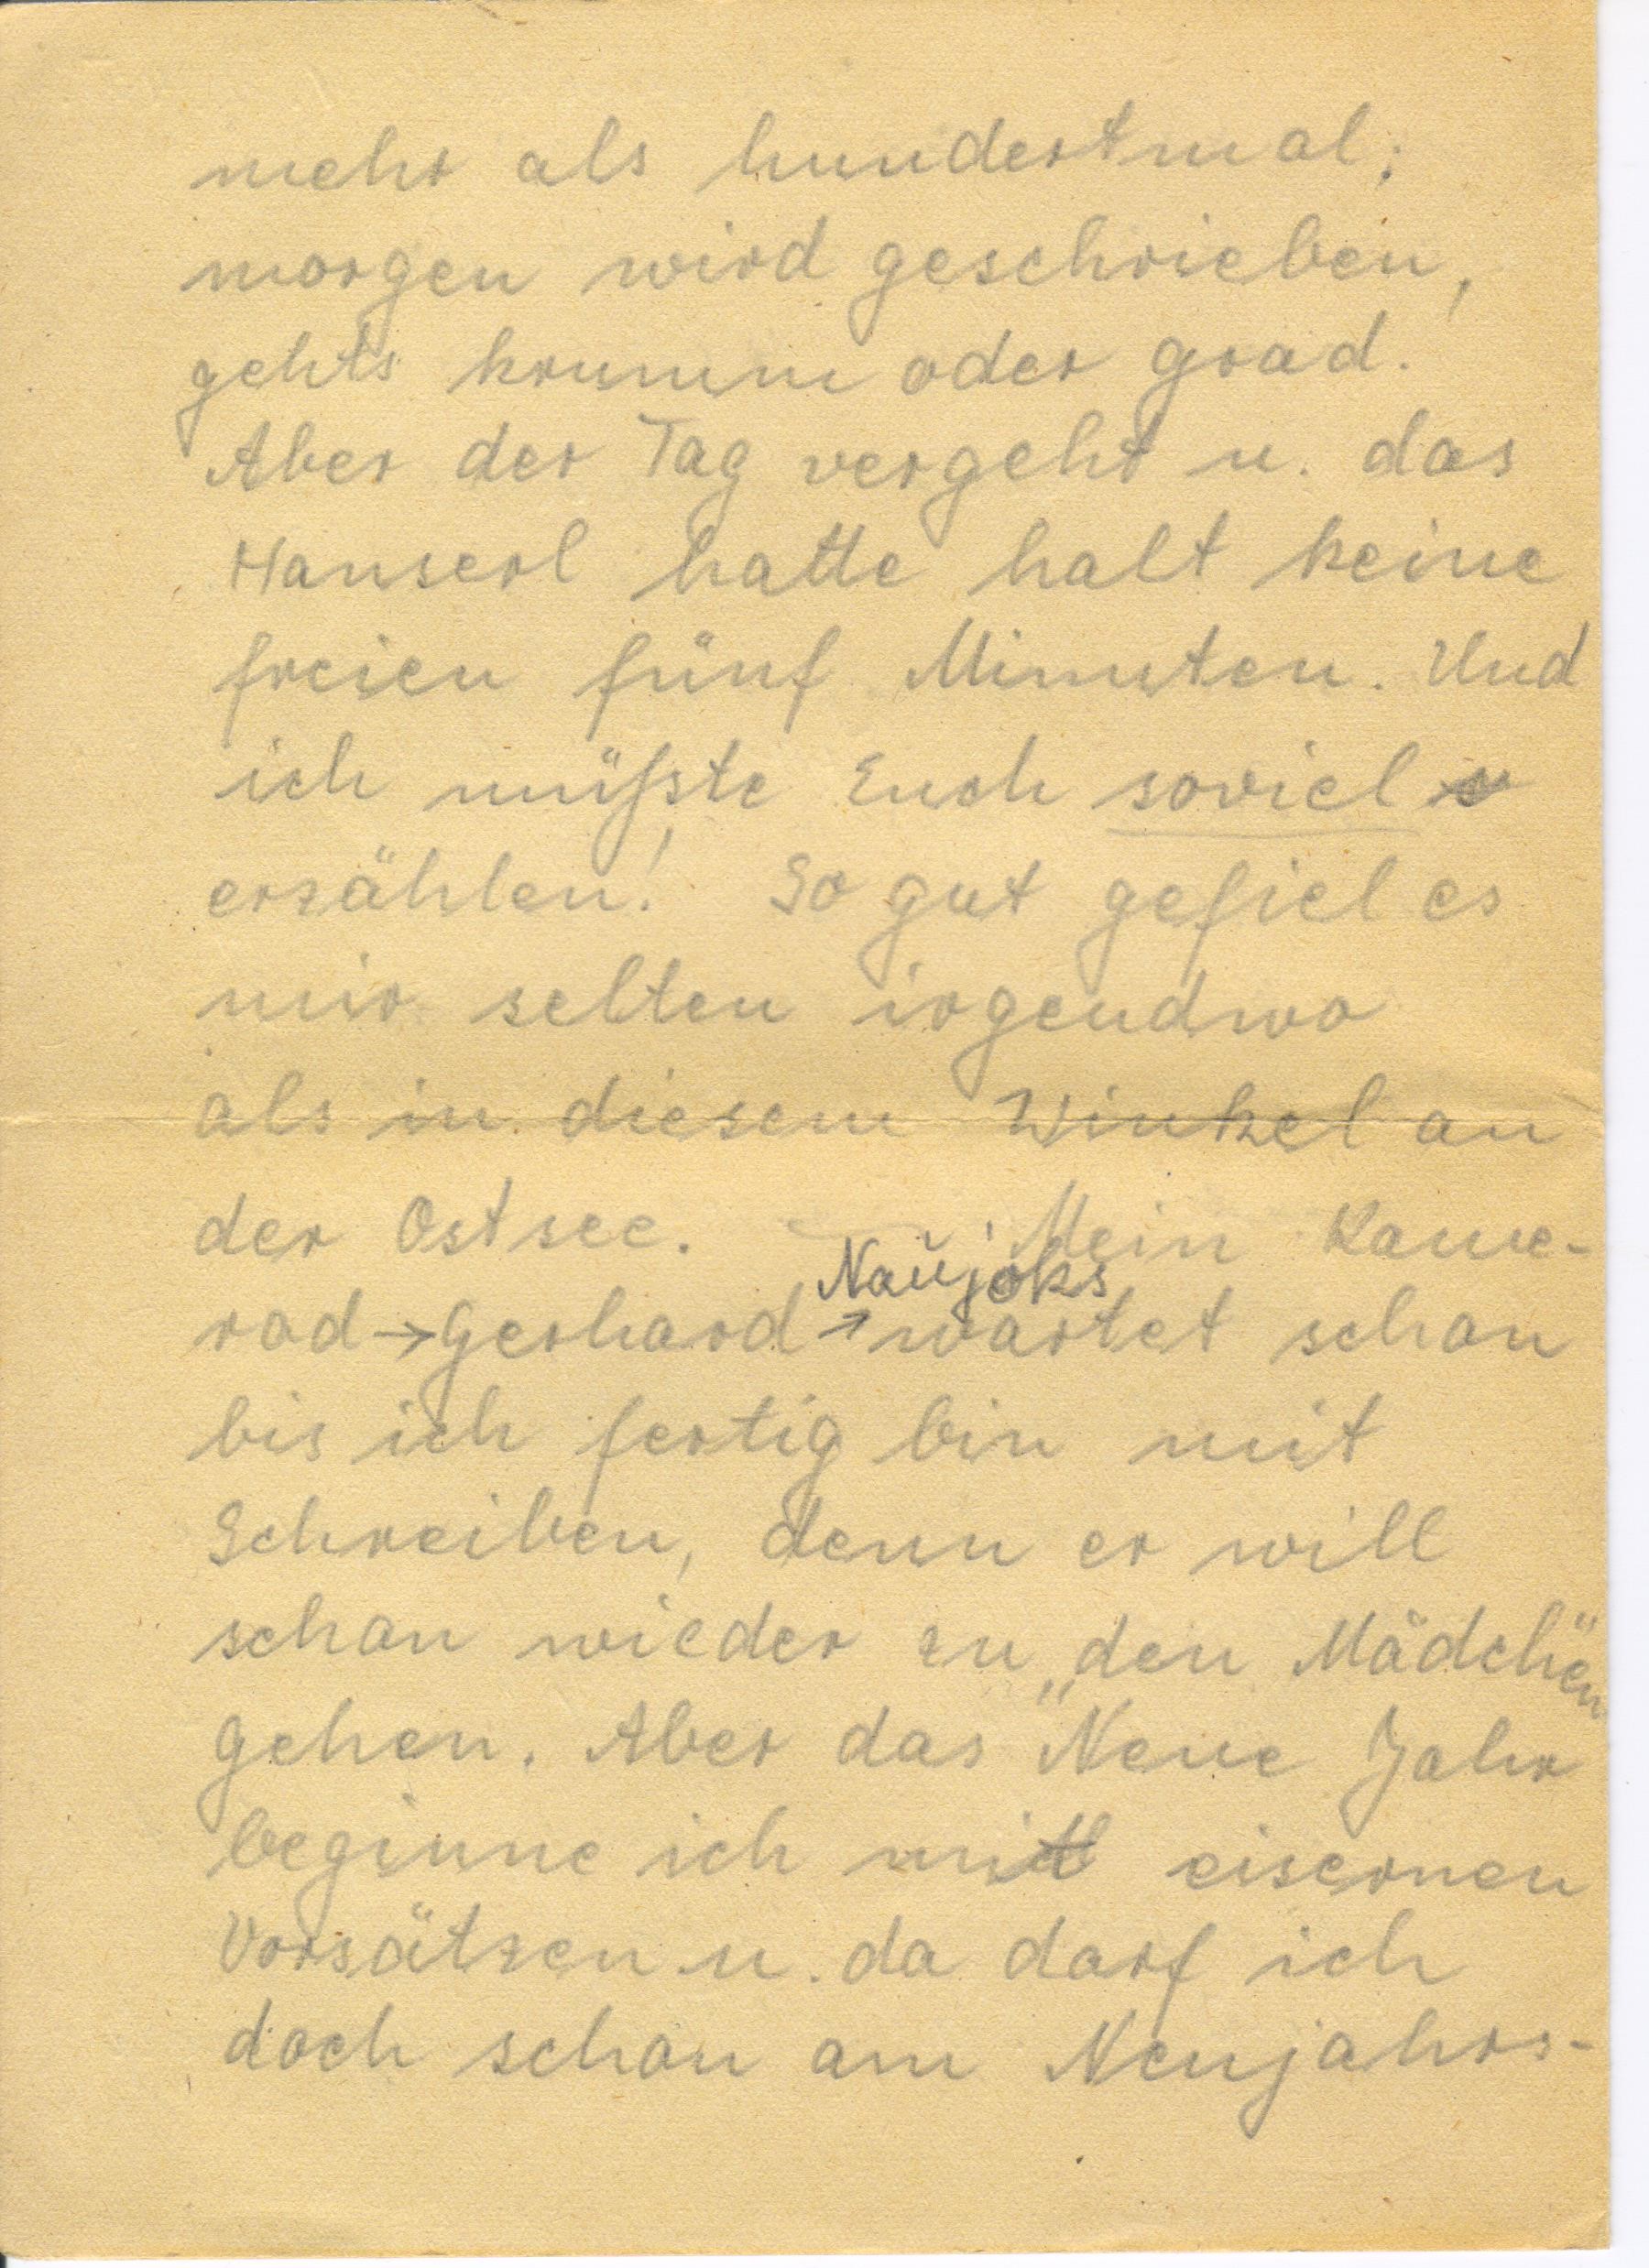 mehr als hundertmal;
morgen wird geschrieben,
gehts krumm oder grad.
Aber der Tag vergeht u. das
Hanserl hatte halt keine
freien fünf Minuten. Und
ich müßte Euch soviel
erzählen! So gut gefiel es
mir selten irgendwo
als in diesem Winkel an
der Ostsee. Mein Kame-
Naujoks
rad → Gerhard ↗ wartet schon
bis ich fertig bin mit
Schreiben, denn er will
schon wieder zu „den Mädchen"
gehen. Aber das "Neue Jahr
beginne ich mit eisernen
Vorsätzen u. da darf ich
doch schon am Neujahrs-